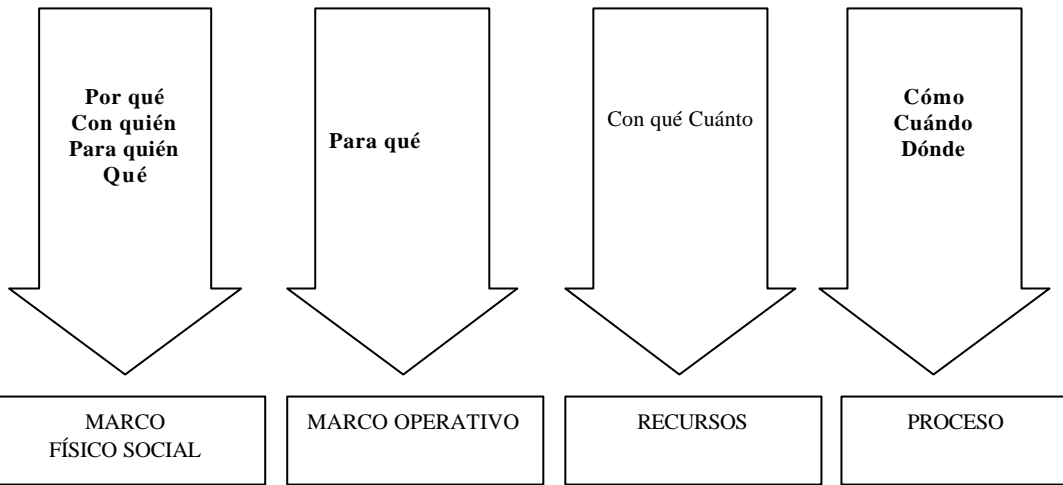 Por qué
Con quién
Para quién
Qué
Para qué
Con qué Cuánto
Cómo
Cuándo
Dónde
MARCO
FÍSICO SOCIAL
MARCO OPERATIVO
RECURSOS
PROCESO